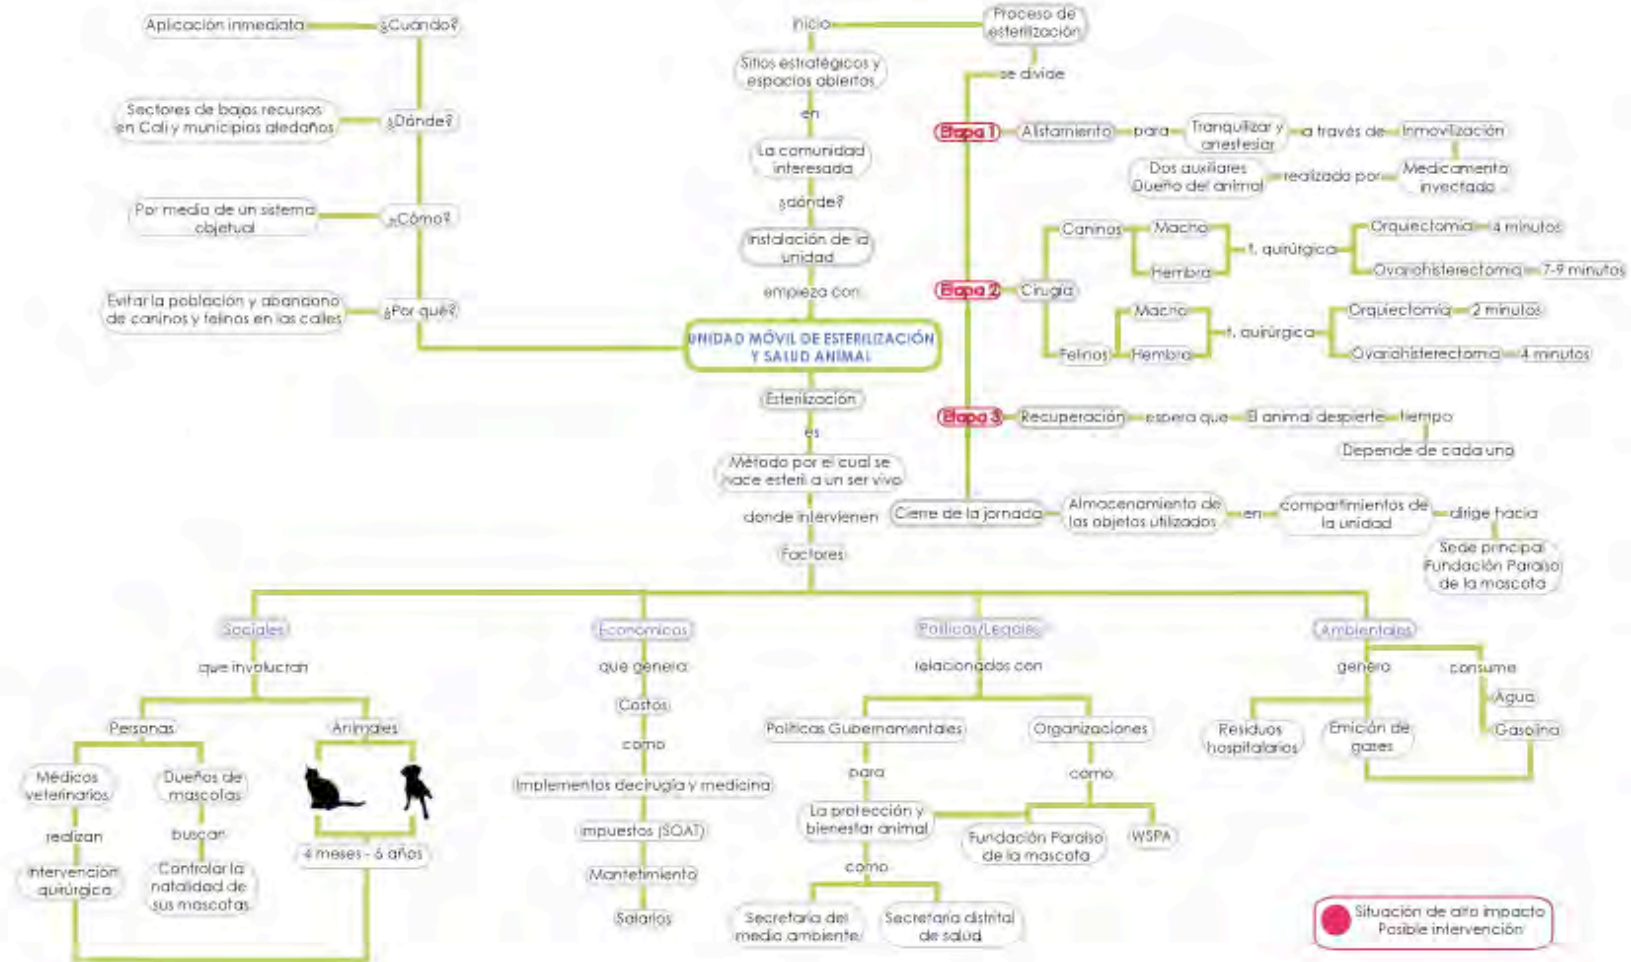 Aplicación inmediata
¿Cuándo?
Sectores de bajos recursos
en Cali y municipios aledaños
¿Dónde?
Por medio de un sistema
objetual
¿Cómo?
Evitar la población y abandono
de caninos y felinos en las calles
¿Por qué?
inicio
Proceso de
esterilización
Sitios estratégicos y
espacios abiertos
en
La comunidad
interesada
¿dónde?
Instalación de la
unidad
empieza con
UNIDAD MÓVIL DE ESTERILIZACIÓN
Y SALUD ANIMAL
se divide
Etapa 1
Alistamiento
para
Tranquilizar y
anestesiar
a través de
Inmovilización
Medicamento
inyectado
realizada por
Dos auxiliares
Dueño del animal
Etapa 2
Cirugía
Caninos
Macho
Hembra
t. quirúrgica
Orquiectomia
4 minutos
Ovariohisterectomia
7-9 minutos
Felinos
Macho
Hembra
t. quirúrgica
Orquiectomia
2 minutos
Ovariohisterectomia
4 minutos
Etapa 3
Recuperación
espera que
El animal despierte
tiempo
Depende de cada uno
Cierre de la jornada
Almacenamiento de
los objetos utilizados
en
compartimientos de
la unidad
dirige hacia
Sede principal
Fundación Paraíso
de la mascota
Esterilización
es
Método por el cual se
hace esteril a un ser vivo
donde intervienen
Factores
Sociales
que involucran
Personas
Animales
Médicos
veterinarios
realizan
Intervención
quirúrgica
Dueños de
mascotas
buscan
Controlar la
natalidad de
sus mascotas
4 meses - 6 años
Económicos
que genera
Costos
como
Implementos decirugía y medicina
Impuestos (SOAT)
Mantetimiento
Salarios
Políticos/Legales
relacionados con
Políticas Gubernamentales
para
La protección y
bienestar animal
como
Secretaria del
medio ambiente
Secretaria distrital
de salud
Organizaciones
como
Fundación Paraíso
de la mascota
WSPA
Ambientales
genera
Residuos
hospitalarios
Emición de
gases
consume
Agua
Gasolina
Situación de alto impacto
Posible intervención